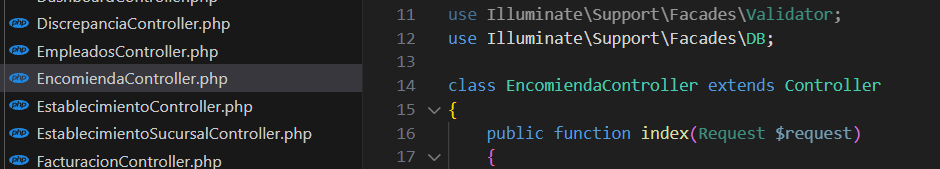 DashboardController.php
DiscrepanciaController.php
EmpleadosController.php
EncomiendaController.php
EstablecimientoController.php
EstablecimientoSucursalController.php
FacturacionController.php
11 use Illuminate\Support\Facades\Validator;
12 use Illuminate\Support\Facades\DB;
13
14 class EncomiendaController extends Controller
15 {
16 public function index(Request $request)
17 {